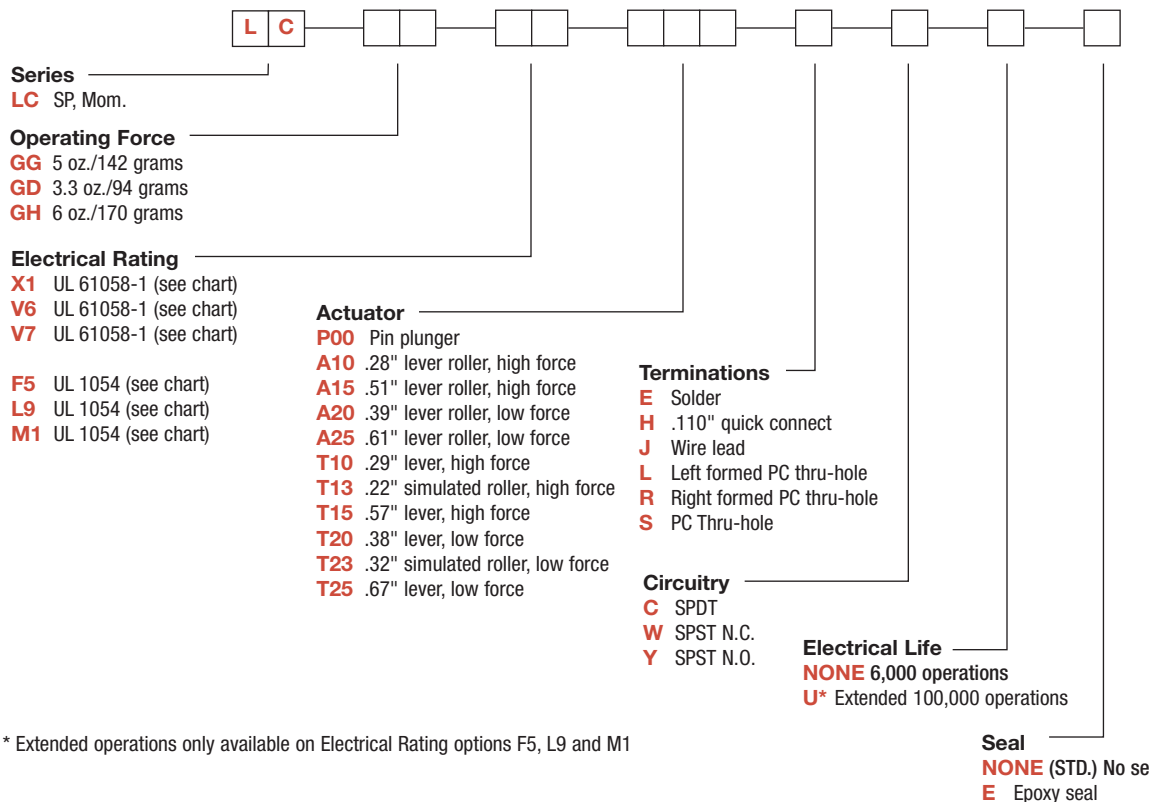 L C
Series
LC SP, Mom.
Operating Force
GG 5 oz./142 grams
GD 3.3 oz./94 grams
GH 6 oz./170 grams
Electrical Rating
X1 UL 61058-1 (see chart)
V6 UL 61058-1 (see chart)
V7 UL 61058-1 (see chart)
F5 UL 1054 (see chart)
L9 UL 1054 (see chart)
M1 UL 1054 (see chart)
Actuator
P00 Pin plunger
A10 .28" lever roller, high force
A15 .51" lever roller, high force
A20 .39" lever roller, low force
A25 .61" lever roller, low force
T10 .29" lever, high force
T13 .22" simulated roller, high force
T15 .57" lever, high force
T20 .38" lever, low force
T23 .32" simulated roller, low force
T25 .67" lever, low force
Terminations
E Solder
H .110" quick connect
J Wire lead
L Left formed PC thru-hole
R Right formed PC thru-hole
S PC Thru-hole
Circuitry
C SPDT
W SPST N.C.
Y SPST N.O.
Electrical Life
NONE 6,000 operations
U* Extended 100,000 operations
* Extended operations only available on Electrical Rating options F5, L9 and M1
Seal
NONE (STD.) No se
E Epoxy seal